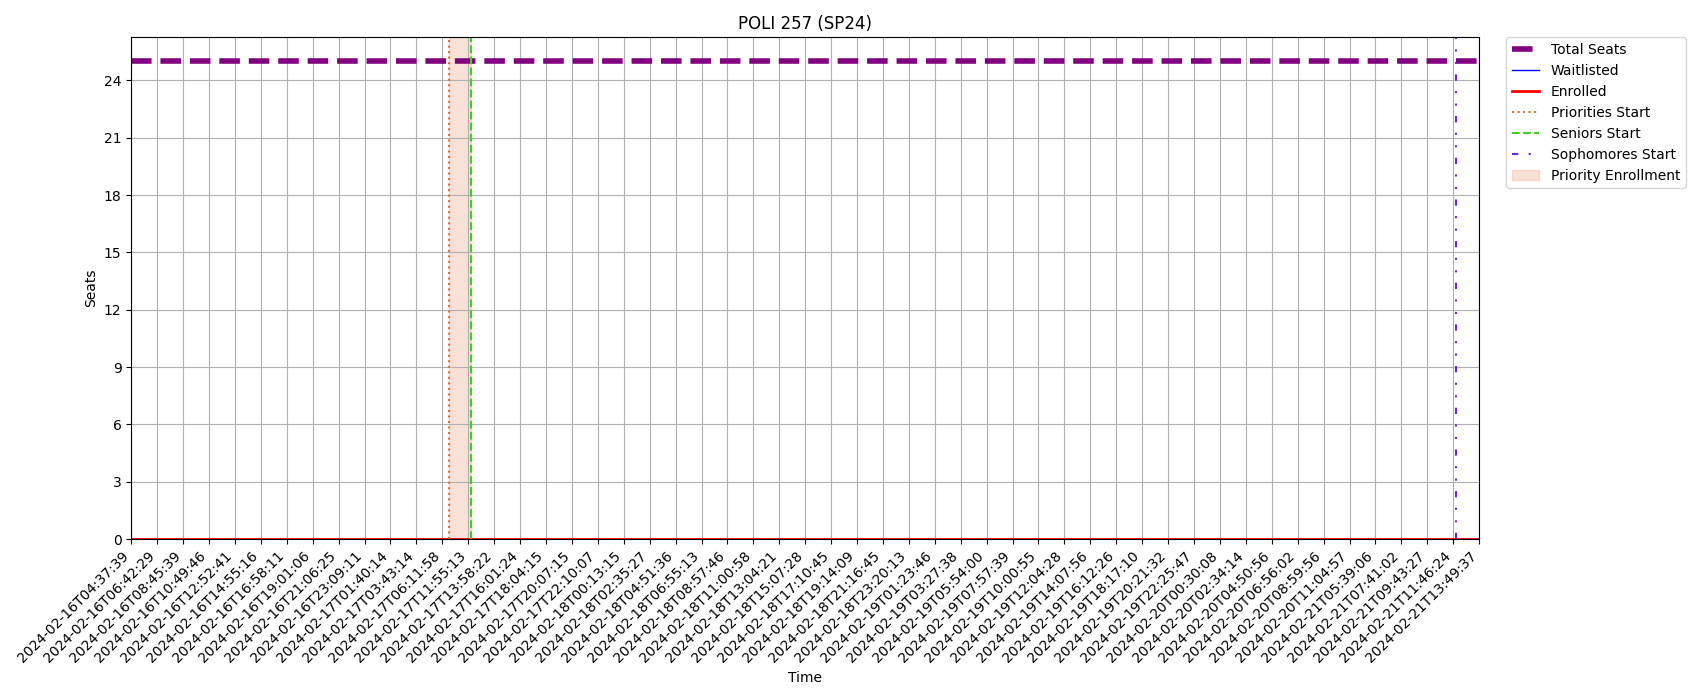 POLI 257 (SP24)
Total Seats
Waitlisted
Enrolled
Priorities Start
Seniors Start
Sophomores Start
Priority Enrollment
Seats
24
21
18
15
12
9
6
3
0
2024-02-16T04:37:39
2024-02-16T06:42:29
2024-02-16T08:45:39
2024-02-16T10:49:46
2024-02-16T12:52:41
2024-02-16T14:55:16
2024-02-16T16:58:11
2024-02-16T19:01:06
2024-02-16T21:06:25
2024-02-16T23:09:11
2024-02-17T01:40:14
2024-02-17T03:43:14
2024-02-17T06:11:58
2024-02-17T11:55:13
2024-02-17T13:58:22
2024-02-17T16:01:24
2024-02-17T18:04:15
2024-02-17T20:07:15
2024-02-17T22:10:07
2024-02-18T00:13:15
2024-02-18T02:35:27
2024-02-18T04:51:36
2024-02-18T06:55:13
2024-02-18T08:57:46
2024-02-18T11:00:58
2024-02-18T13:04:21
2024-02-18T15:07:28
2024-02-18T17:10:45
2024-02-18T19:14:09
2024-02-18T21:16:45
2024-02-18T23:20:13
2024-02-19T01:23:46
2024-02-19T03:27:38
2024-02-19T05:54:00
2024-02-19T07:57:39
2024-02-19T10:00:55
2024-02-19T12:04:28
2024-02-19T14:07:56
2024-02-19T16:12:26
2024-02-19T18:17:10
2024-02-19T20:21:32
2024-02-19T22:25:47
2024-02-20T00:30:08
2024-02-20T02:34:14
2024-02-20T04:50:56
2024-02-20T06:56:02
2024-02-20T08:59:56
2024-02-20T11:04:57
2024-02-21T05:39:06
2024-02-21T07:41:02
2024-02-21T09:43:27
2024-02-21T11:46:24
2024-02-21T13:49:37
Time